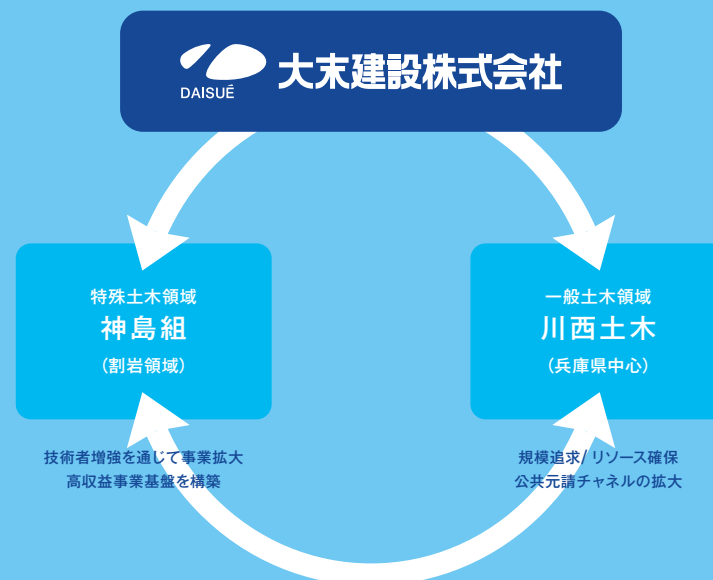 DAISUÉ
大末建設株式会社
特殊土木領域
神島組
(割岩領域)
一般土木領域
川西土木
(兵庫県中心)
技術者増強を通じて事業拡大
高収益事業基盤を構築
規模追求/リソース確保
公共元請チャネルの拡大